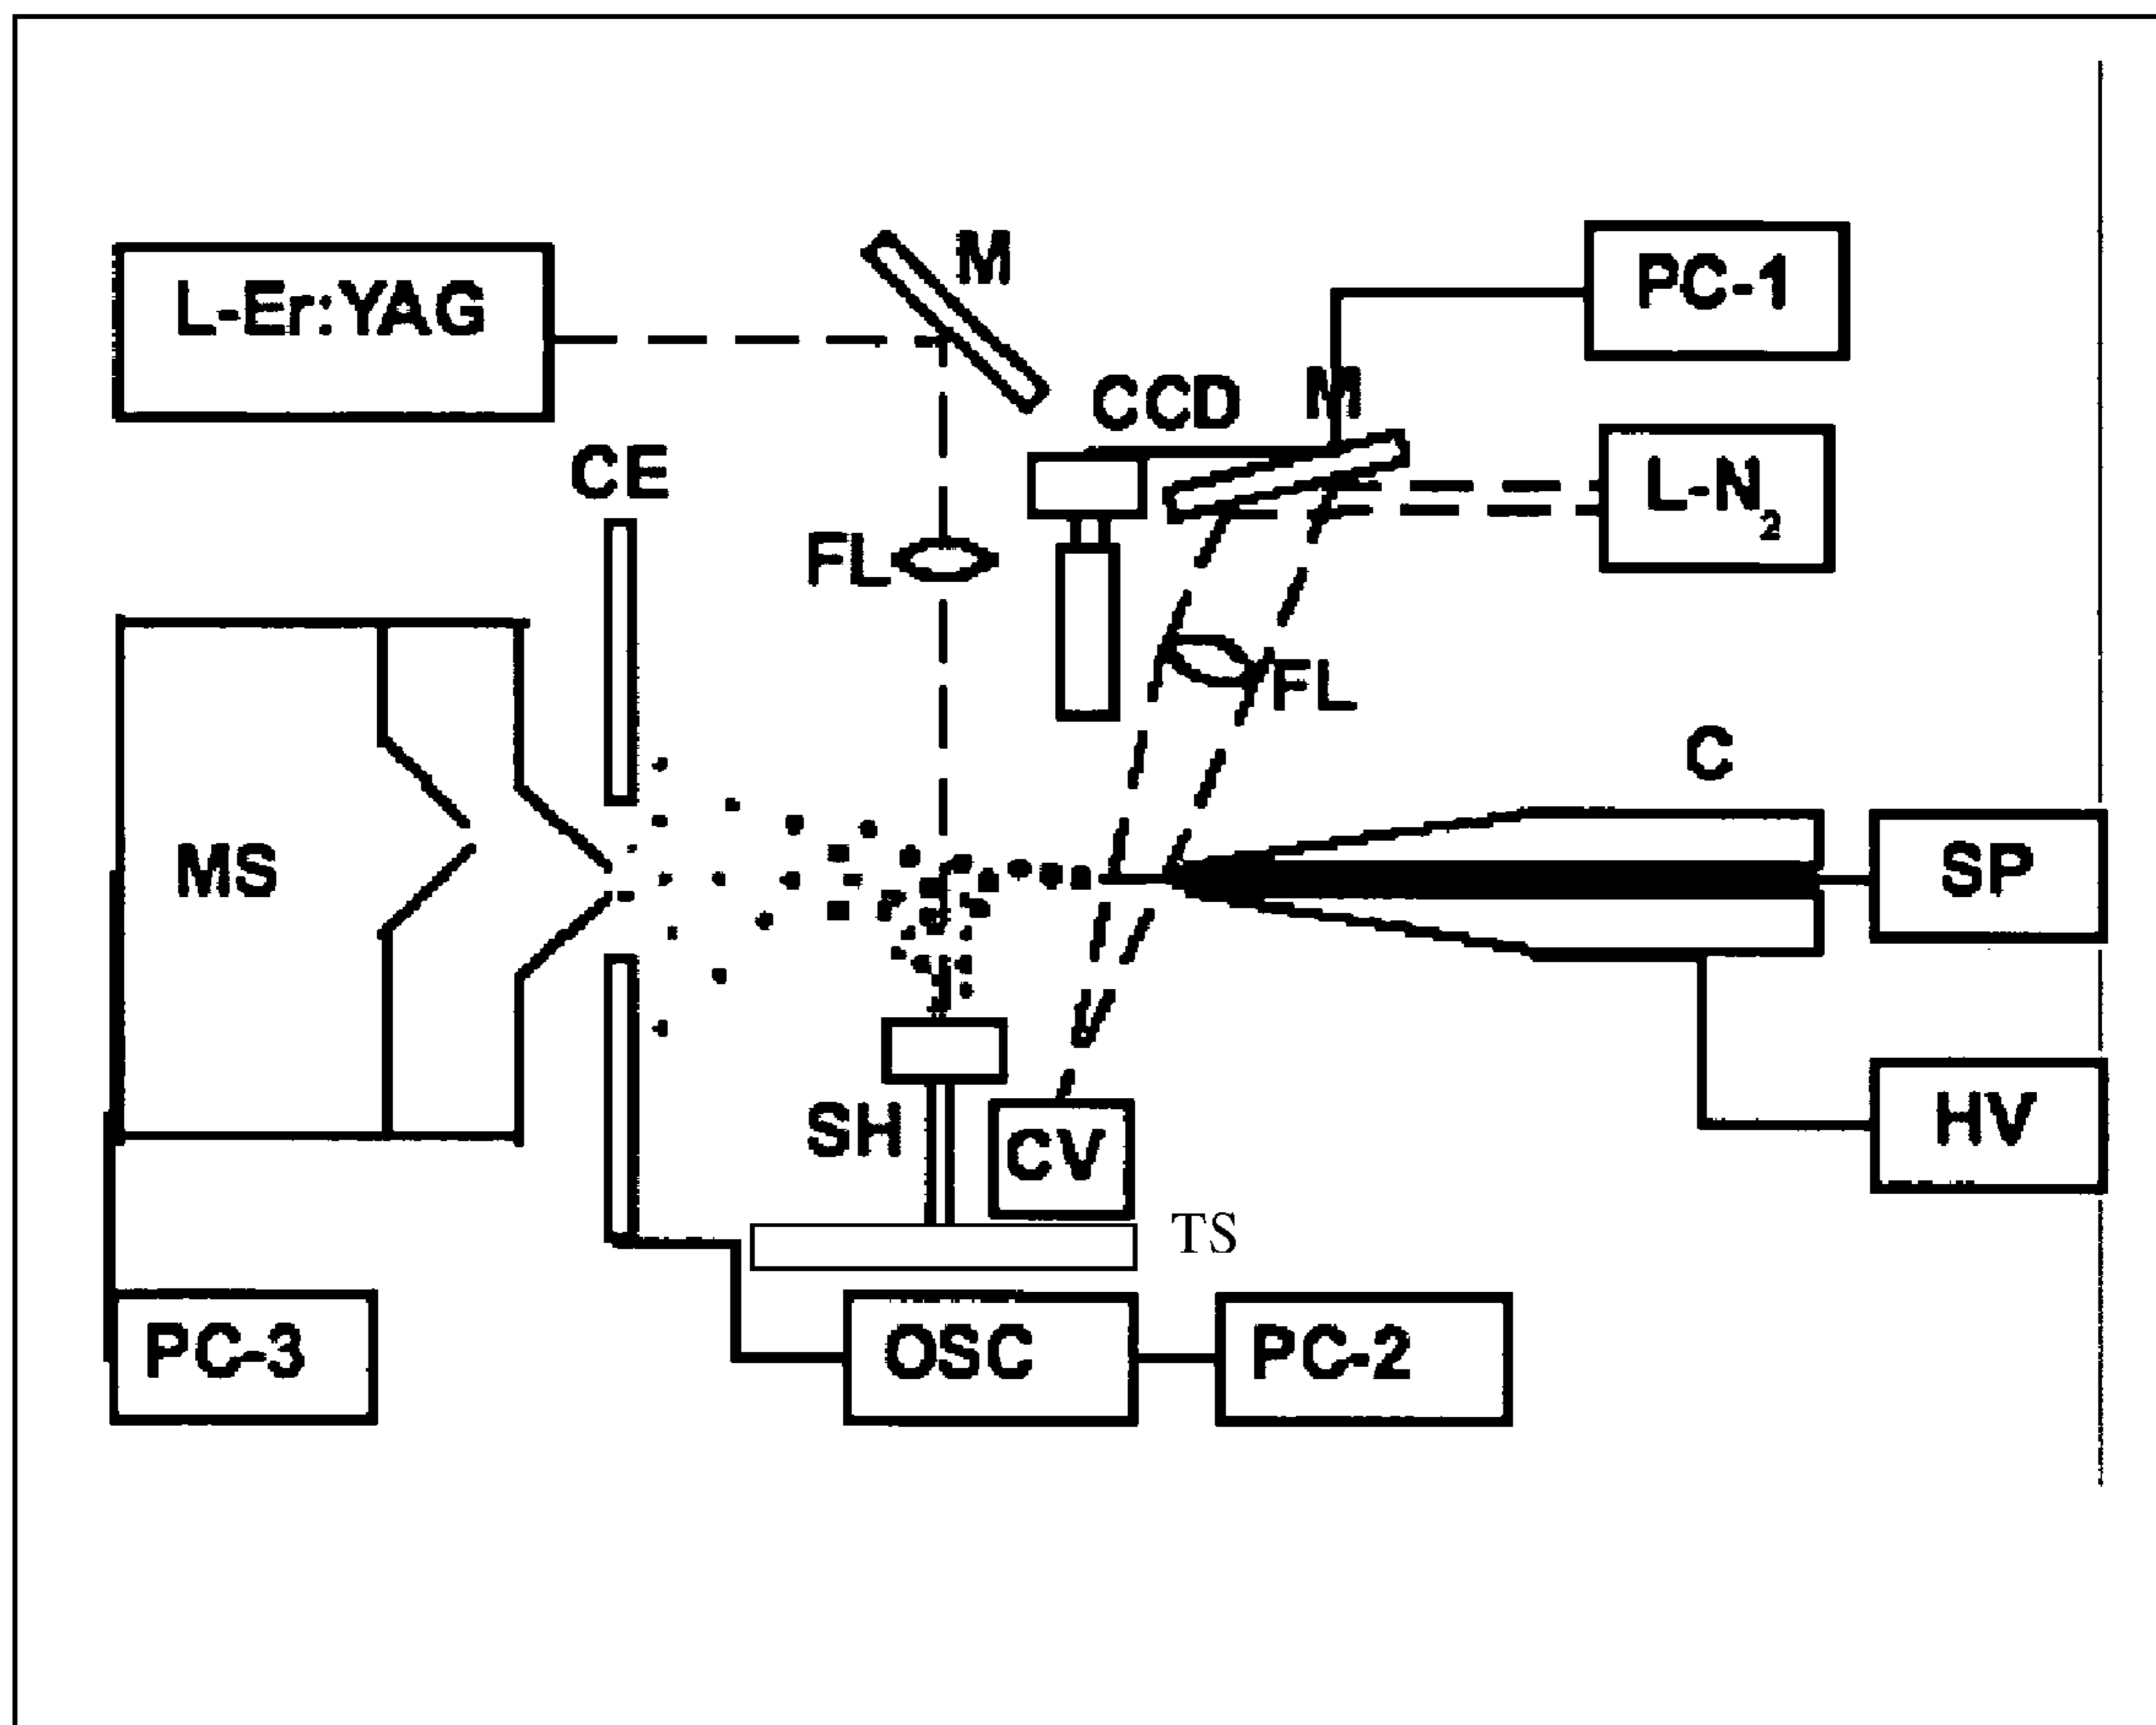 L-Er:YAG
M
PC-1
CCD
M
CE
L-N2
FL
FL
C
MS
SP
SH
CV
HV
TS
PC-3
OSC
PC-2